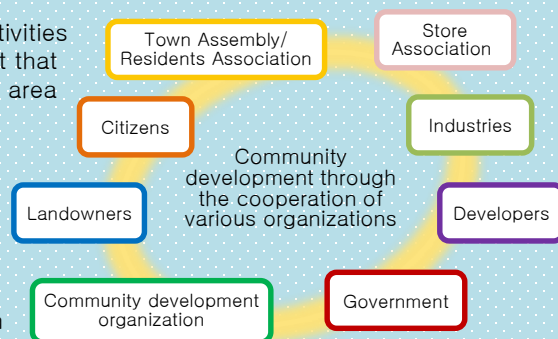 tivities
t that
area
Town Assembly/
Residents Association
Store
Association
Citizens
Industries
Community
development through
the cooperation of
various organizations
Landowners
Developers
Community development
organization
Government